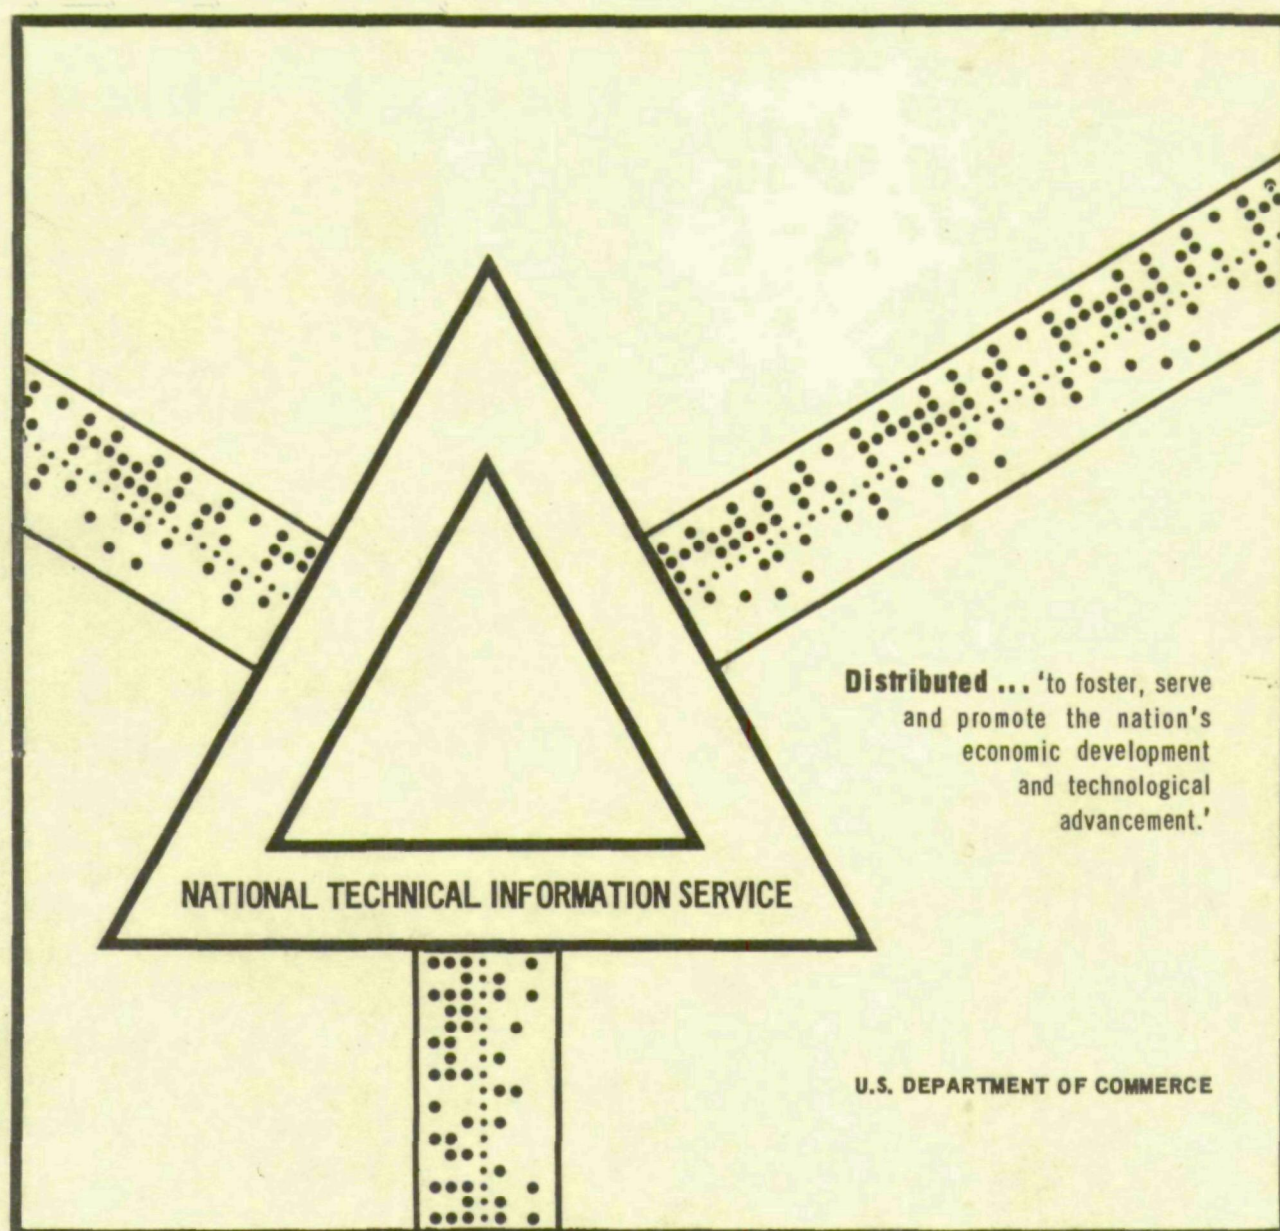 Distributed ... 'to foster, serve
and promote the nation's
economic development
and technological
advancement.'
NATIONAL TECHNICAL INFORMATION SERVICE
U.S. DEPARTMENT OF COMMERCE